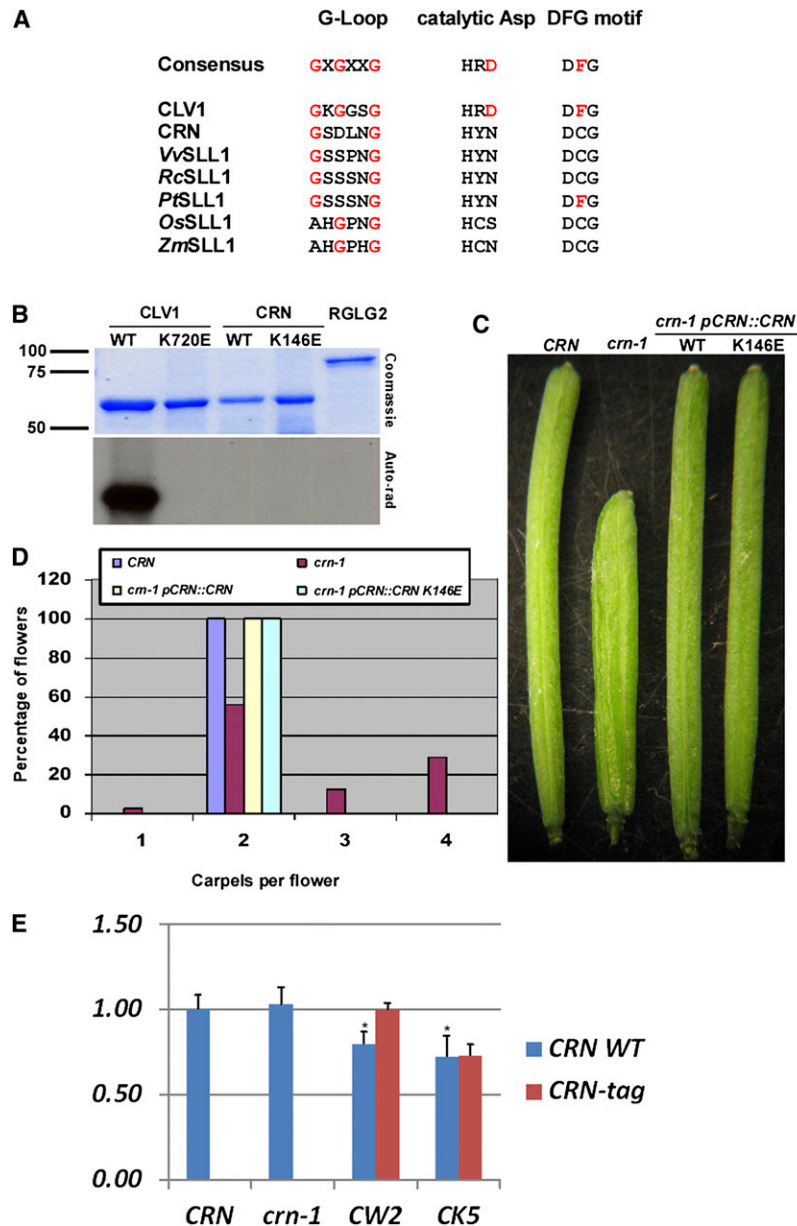 A
G-Loop catalytic Asp DFG motif
Consensus GXGXXG HRD DFG
CLV1 GKGGSG HRD DFG
CRN GSDLNG HYN DCG
VvSLL1 GSSPNG HYN DCG
RcSLL1 GSSSNG HYN DCG
PtSLL1 GSSSNG HYN DFG
OsSLL1 AHGPNG HCS DCG
ZmSLL1 AHGPHG HCN DCG
B
CLV1 CRN RGLG2
WT K720E WT K146E
100
75
50
Coomassie
Auto-rad
C
crn-1 pCRN::CRN
CRN crn-1 WT K146E
D
CRN crn-1
crn-1 pCRN::CRN crn-1 pCRN::CRN K146E
Percentage of flowers
120
100
80
60
40
20
0
1 2 3 4
Carpels per flower
E
1.50
1.00
0.50
0.00
* *
CRN crn-1 CW2 CK5
CRN WT
CRN-tag